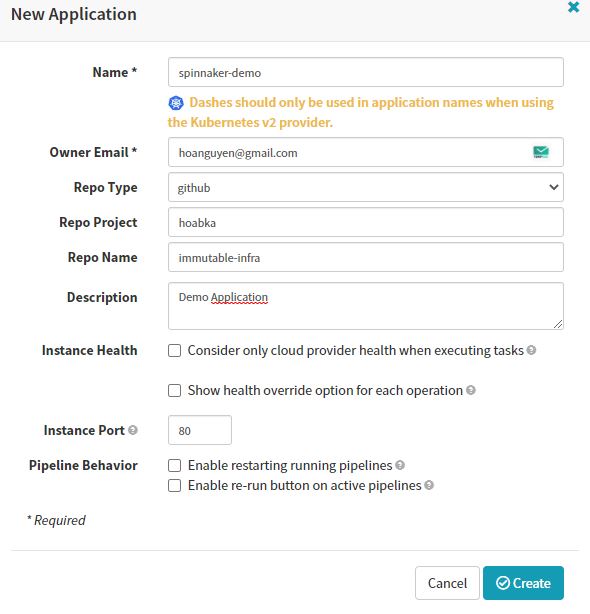 New Application
Name * spinnaker-demo
Dashes should only be used in application names when using
the Kubernetes v2 provider.
Owner Email * hoanguyen@gmail.com
Repo Type github
Repo Project hoabka
Repo Name immutable-infra
Description Demo Application
Instance Health Consider only cloud provider health when executing tasks ?
Show health override option for each operation ?
Instance Port ? 80
Pipeline Behavior Enable restarting running pipelines ?
Enable re-run button on active pipelines ?
* Required
Cancel Create